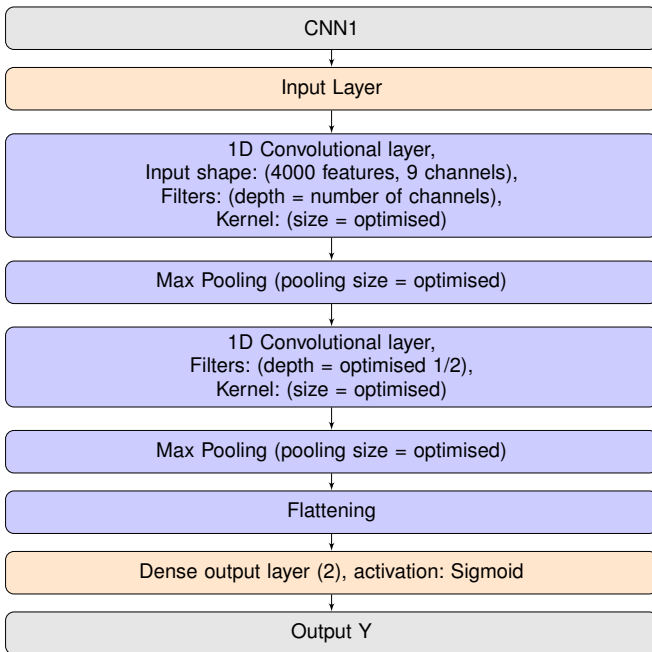 CNN1
Input Layer
1D Convolutional layer,
Input shape: (4000 features, 9 channels),
Filters: (depth = number of channels),
Kernel: (size = optimised)
Max Pooling (pooling size = optimised)
1D Convolutional layer,
Filters: (depth = optimised 1/2),
Kernel: (size = optimised)
Max Pooling (pooling size = optimised)
Flattening
Dense output layer (2), activation: Sigmoid
Output Y